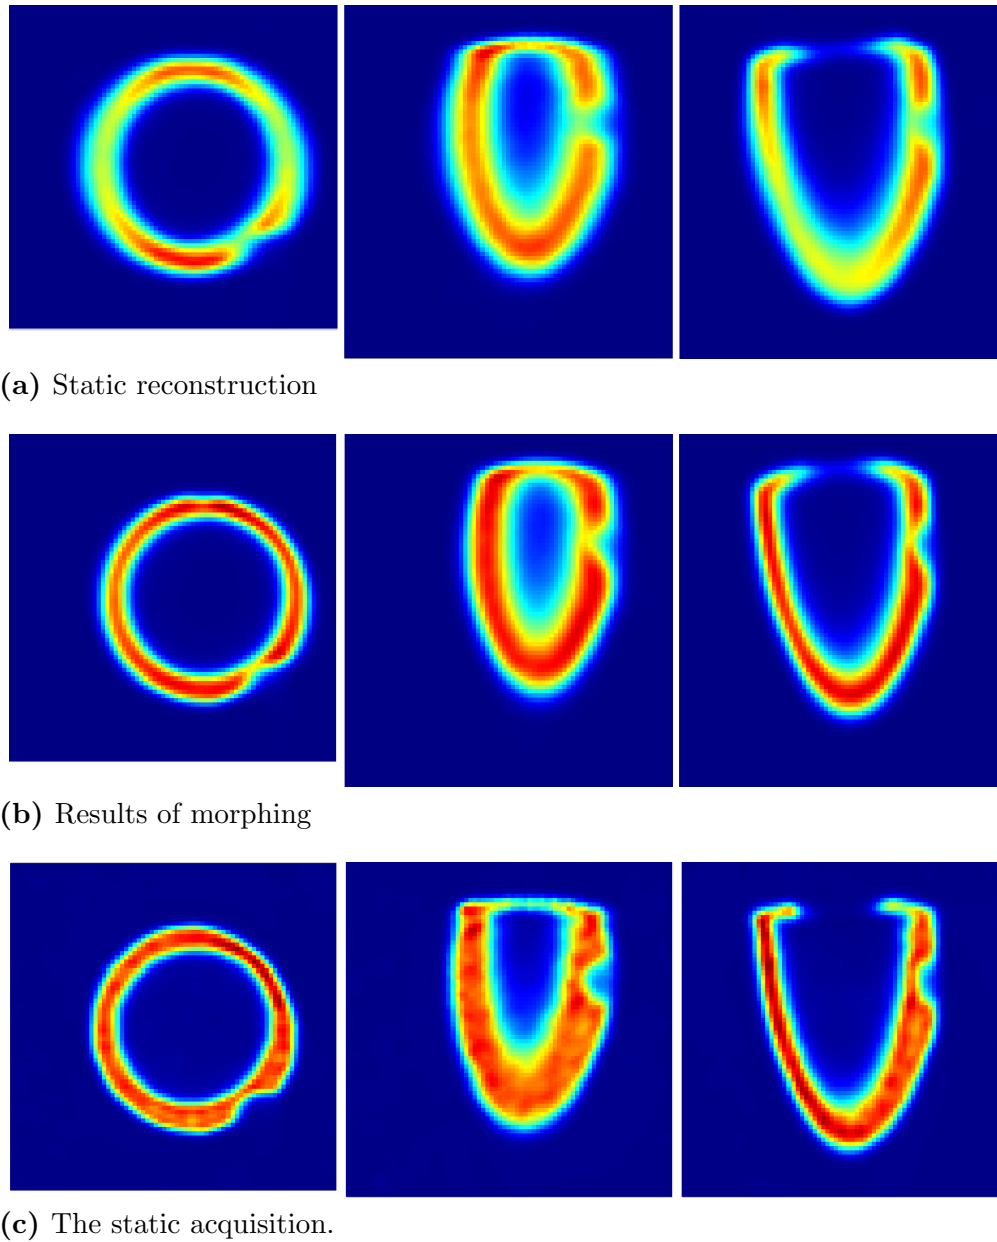 (a) Static reconstruction
(b) Results of morphing
(c) The static acquisition.